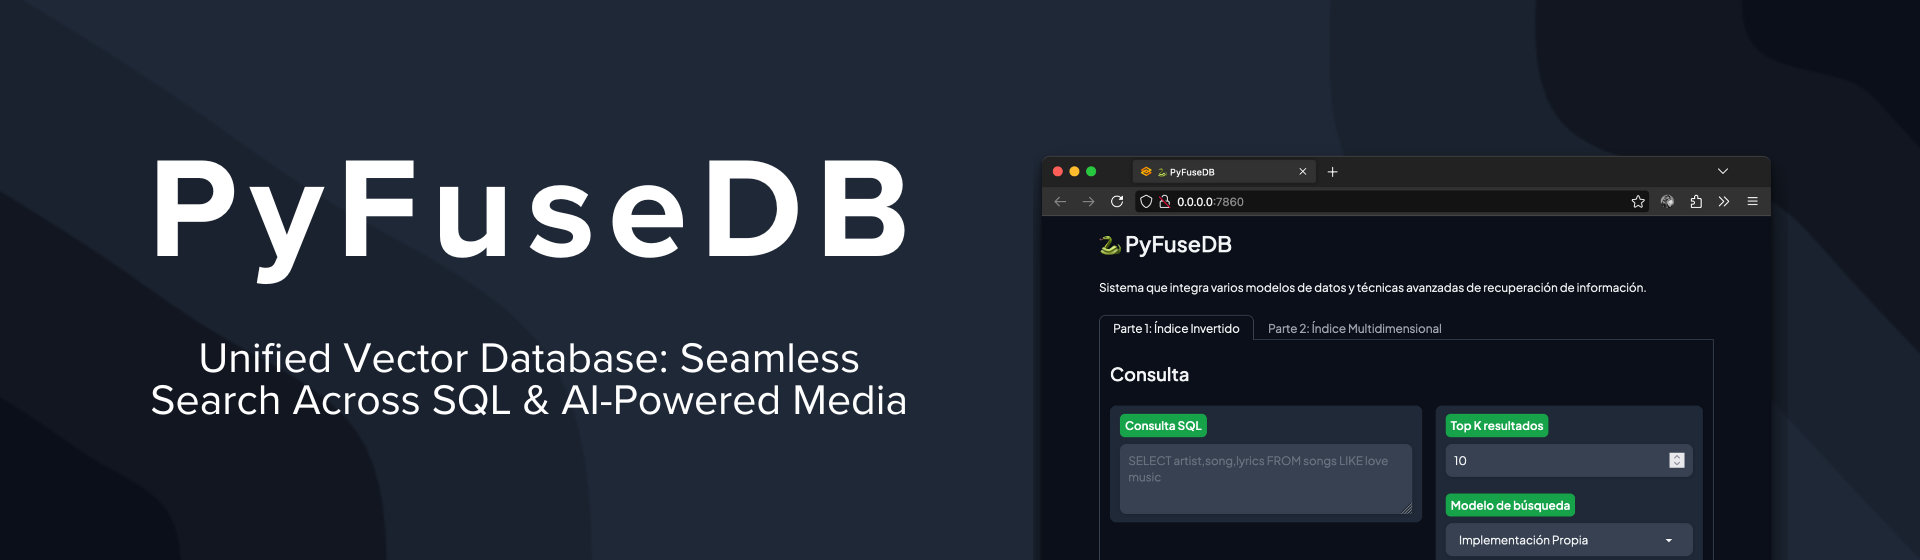 PyFuseDB
Unified Vector Database: Seamless
Search Across SQL & AI-Powered Media
PyFuseDB
0.0.0.0:7860
PyFuseDB
Sistema que integra varios modelos de datos y técnicas avanzadas de recuperación de información.
Parte 1: Índice Invertido
Parte 2: Índice Multidimensional
Consulta
Consulta SQL
SELECT artist,song,lyrics FROM songs LIKE love
music
Top K resultados
10
Modelo de búsqueda
Implementación Propia